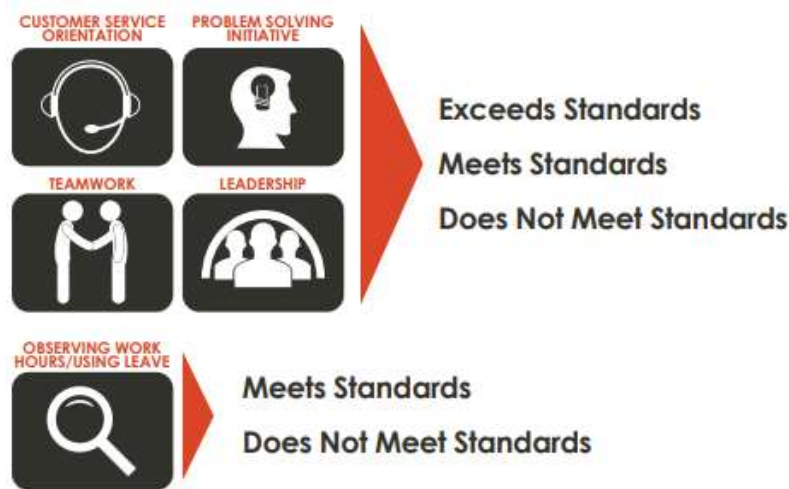 CUSTOMER SERVICE
ORIENTATION
PROBLEM SOLVING
INITIATIVE
TEAMWORK
LEADERSHIP
Exceeds Standards
Meets Standards
Does Not Meet Standards
OBSERVING WORK
HOURS/USING LEAVE
Meets Standards
Does Not Meet Standards